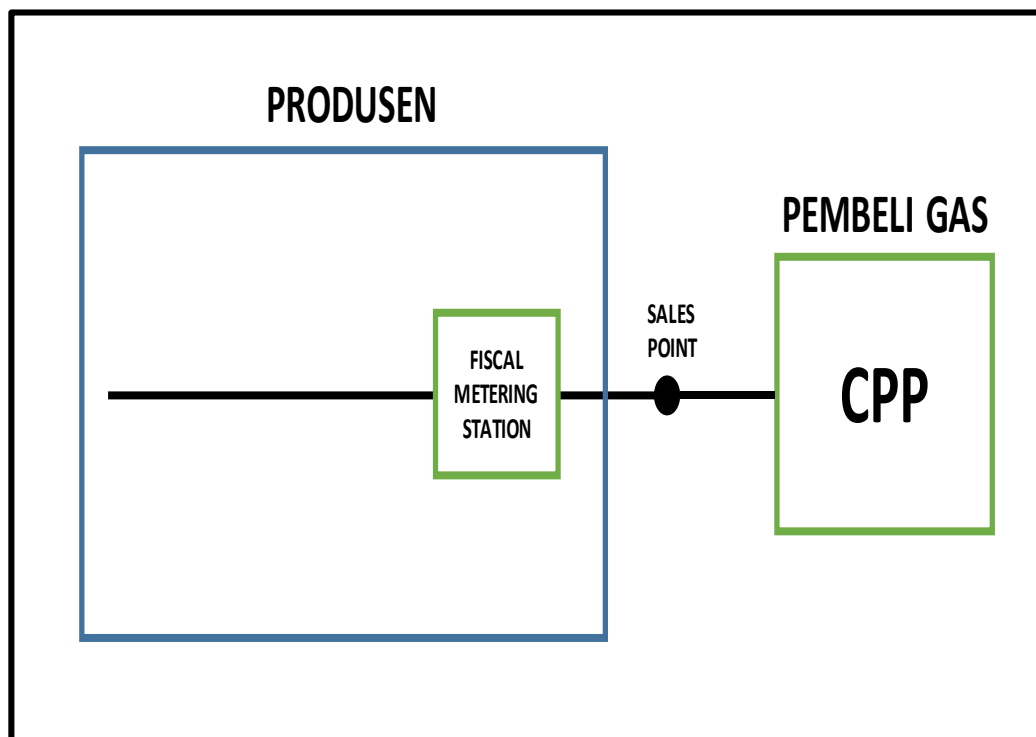 PRODUSEN
PEMBELI GAS
SALES
POINT
FISCAL
METERING
STATION
CPP